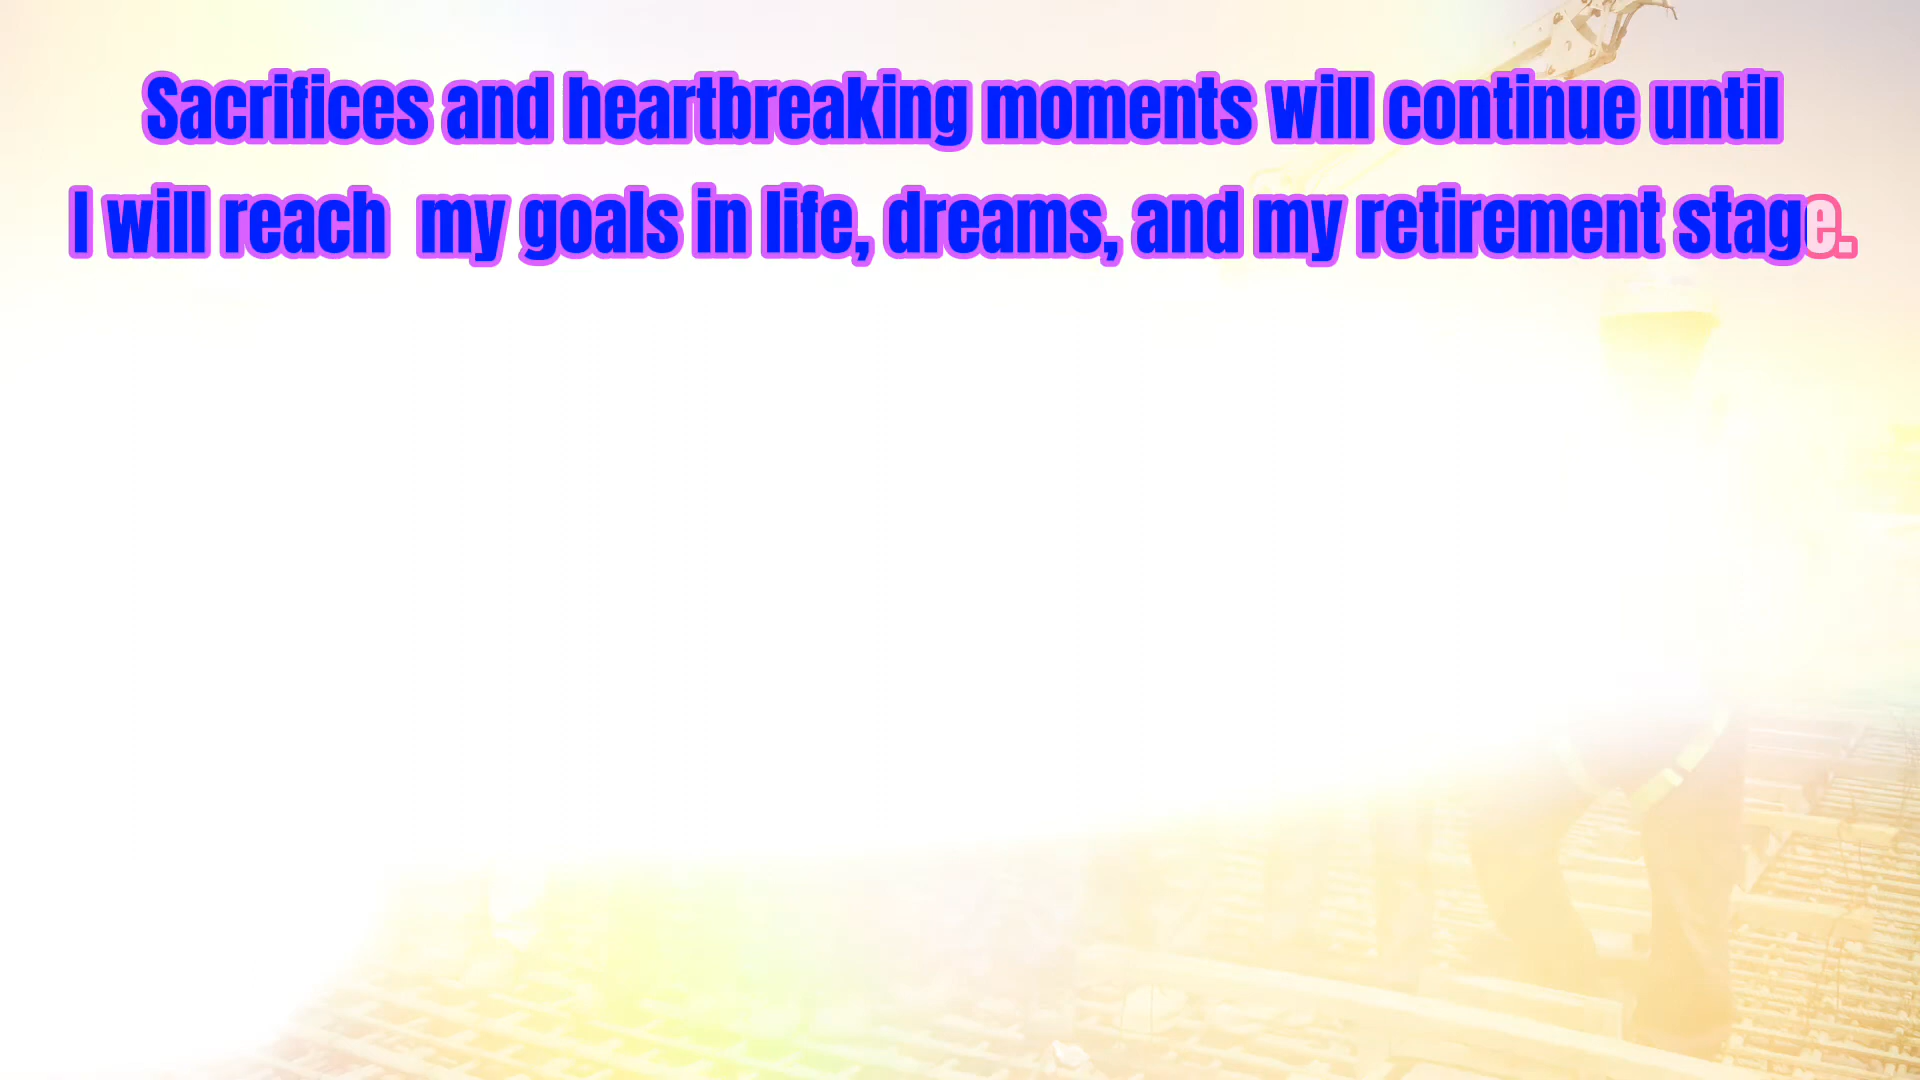 Sacrifices and heartbreaking moments will continue until
I will reach  my goals in life, dreams, and my retirement stage.